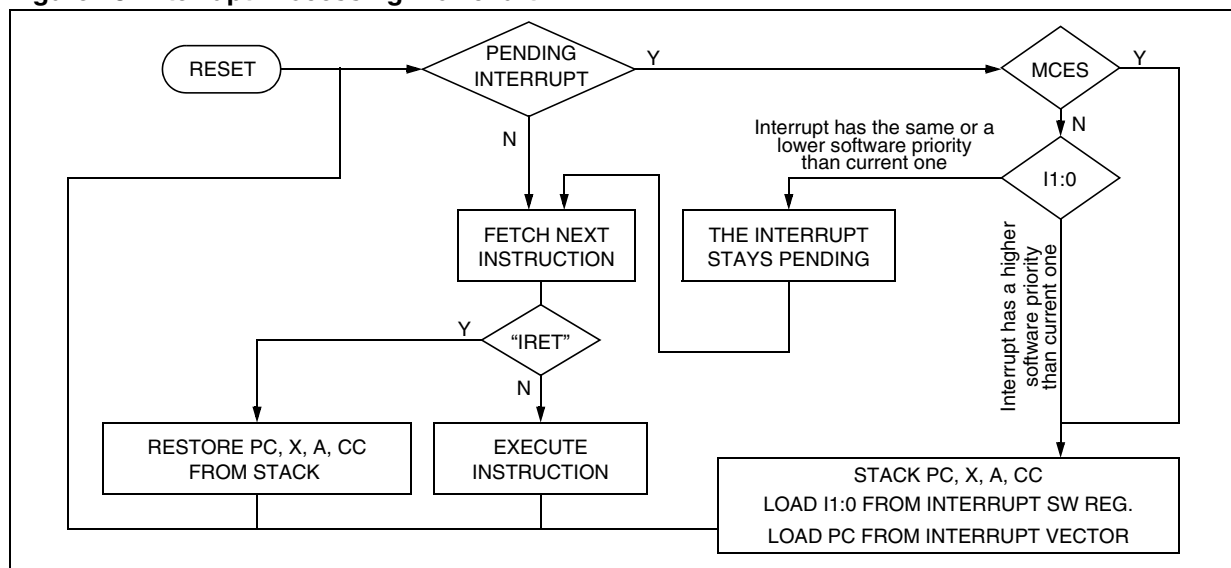 RESET
PENDING
INTERRUPT
Y
MCES
Y
N
N
Interrupt has the same or a
lower software priority
than current one
I1:0
FETCH NEXT
INSTRUCTION
THE INTERRUPT
STAYS PENDING
Interrupt has a higher
software priority
than current one
Y
“IRET”
N
RESTORE PC, X, A, CC
FROM STACK
EXECUTE
INSTRUCTION
STACK PC, X, A, CC
LOAD I1:0 FROM INTERRUPT SW REG.
LOAD PC FROM INTERRUPT VECTOR